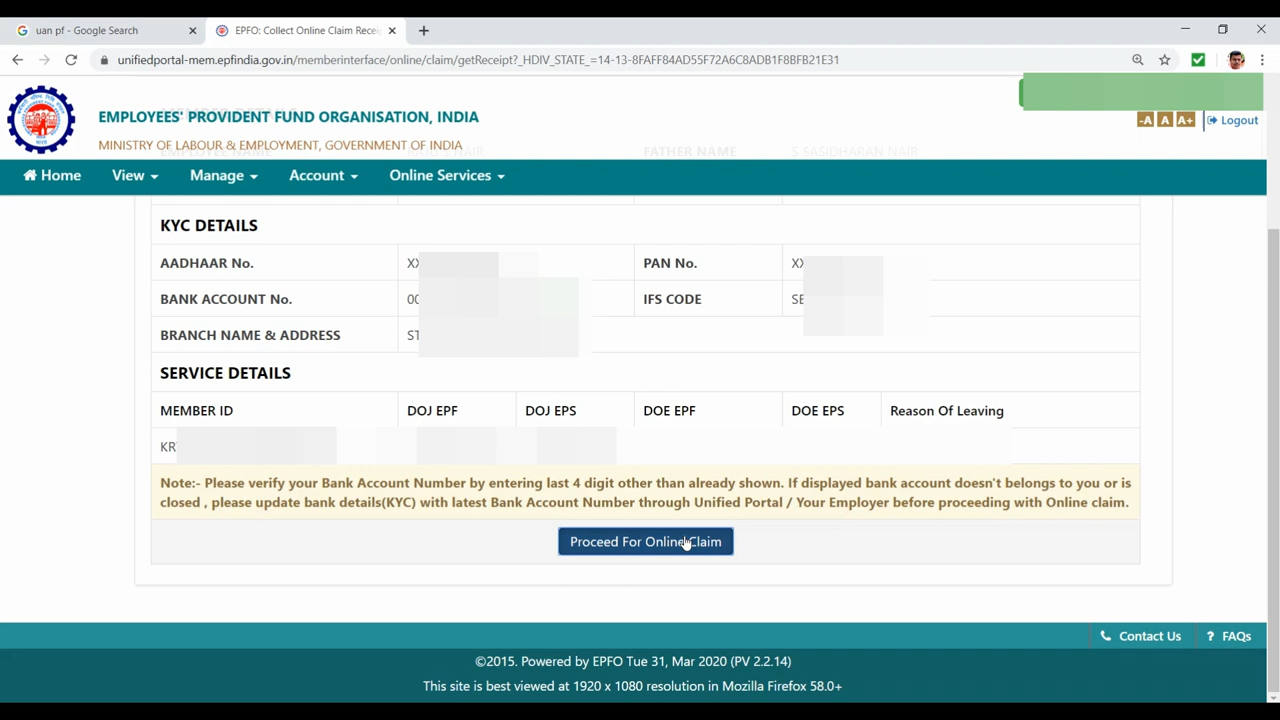 uan pf - Google Search
EPFO: Collect Online Claim Recei
unifiedportal-mem.epfindia.gov.in/memberinterface/online/claim/getReceipt?_HDIV_STATE_=14-13-8FAFF84AD55F72A6C8ADB1F8BFB21E31
EMPLOYEES' PROVIDENT FUND ORGANISATION, INDIA
-A A A+ Logout
MINISTRY OF LABOUR & EMPLOYMENT, GOVERNMENT OF INDIA
FATHER NAME S SASIDHARAN NAIR
Home View Manage Account Online Services
KYC DETAILS
AADHAAR No. XX PAN No. XX
BANK ACCOUNT No. 00 IFS CODE SB
BRANCH NAME & ADDRESS ST
SERVICE DETAILS
MEMBER ID DOJ EPF DOJ EPS DOE EPF DOE EPS Reason Of Leaving
KR
Note:- Please verify your Bank Account Number by entering last 4 digit other than already shown. If displayed bank account doesn't belongs to you or is
closed , please update bank details(KYC) with latest Bank Account Number through Unified Portal / Your Employer before proceeding with Online claim.
Proceed For Online Claim
Contact Us ? FAQs
©2015. Powered by EPFO Tue 31, Mar 2020 (PV 2.2.14)
This site is best viewed at 1920 x 1080 resolution in Mozilla Firefox 58.0+